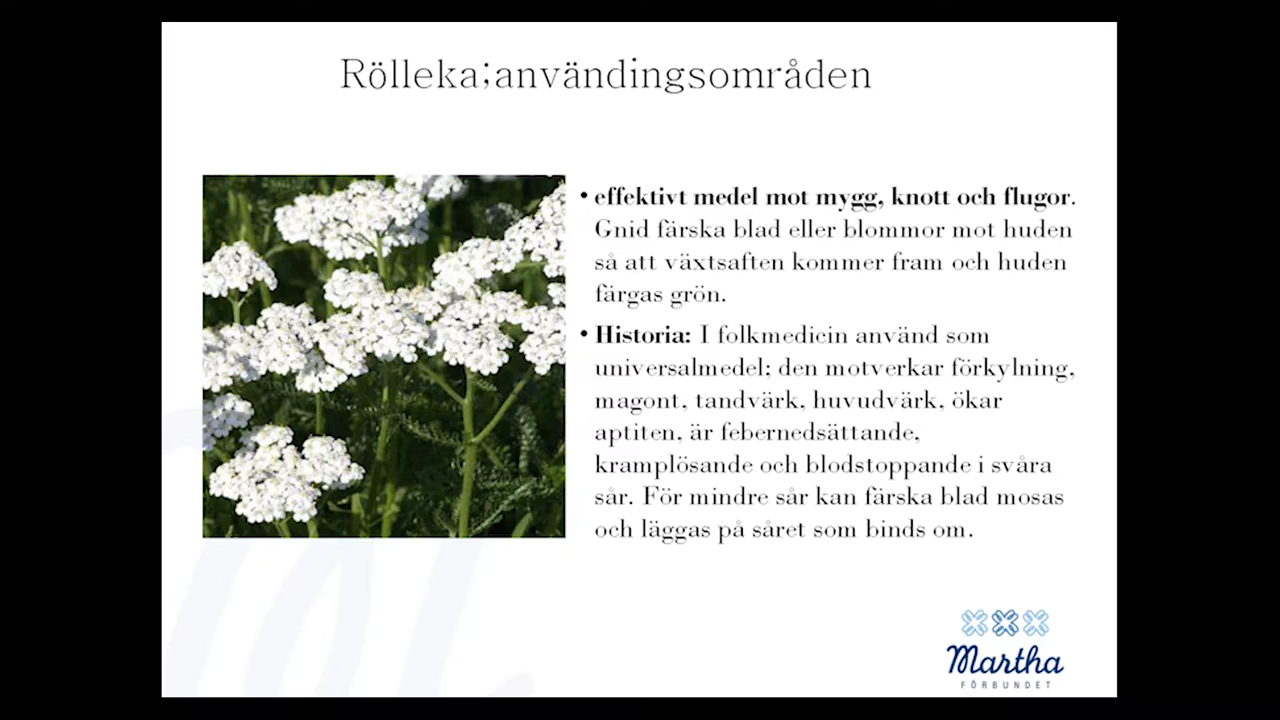 Rölleka;användingsområden
• effektivt medel mot mygg, knott och flugor.
Gnid färska blad eller blommor mot huden
så att växtsaften kommer fram och huden
färgas grön.
• Historia: I folkmedicin använd som
universalmedel; den motverkar förkylning,
magont, tandvärk, huvudvärk, ökar
aptiten, är febernedsättande,
kramplösande och blodstoppande i svåra
sår. För mindre sår kan färska blad mosas
och läggas på såret som binds om.
Martha
FÖRBUNDET